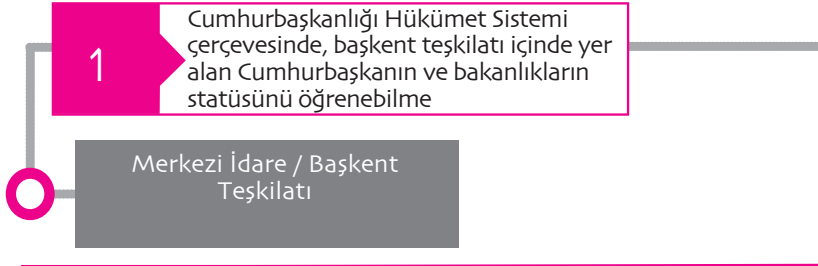 1
Cumhurbaşkanlığı Hükümet Sistemi
çerçevesinde, başkent teşkilatı içinde yer
alan Cumhurbaşkanın ve bakanlıkların
statüsünü öğrenebilme
Merkezi İdare / Başkent
Teşkilatı